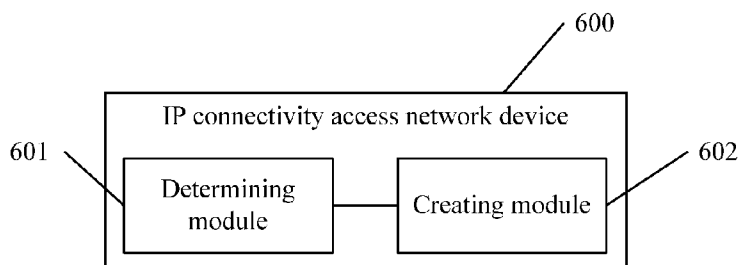 600
IP connectivity access network device
601
602
Determining
module
Creating module